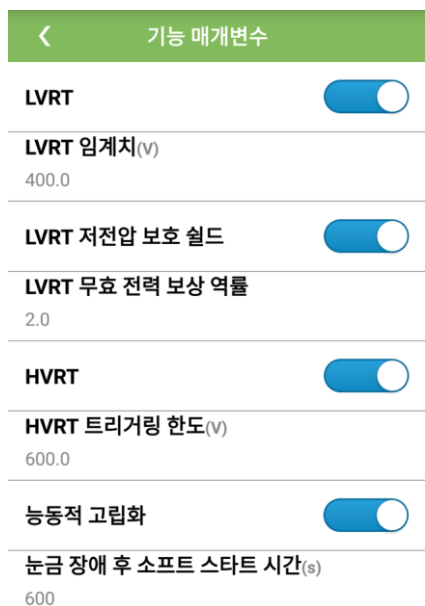 기능 매개변수
LVRT
LVRT 임계치(V)
400.0
LVRT 저전압 보호 쉴드
LVRT 무효 전력 보상 역률
2.0
HVRT
HVRT 트리거링 한도(V)
600.0
능동적 고립화
눈금 장애 후 소프트 스타트 시간(s)
600